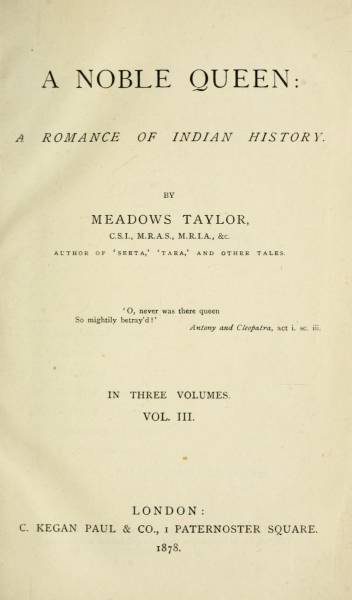 A NOBLE QUEEN:
A ROMANCE OF INDIAN HISTORY.
BY
MEADOWS TAYLOR,
C.S.I., M.R.A.S., M.R.I.A., &c.
AUTHOR OF 'SEETA,' 'TARA,' AND OTHER TALES.
'O, never was there queen
So mightily betray'd!'
Antony and Cleopatra, act i. sc. iii.
IN THREE VOLUMES.
VOL. III.
LONDON:
C. KEGAN PAUL & CO., 1 PATERNOSTER SQUARE.
1878.